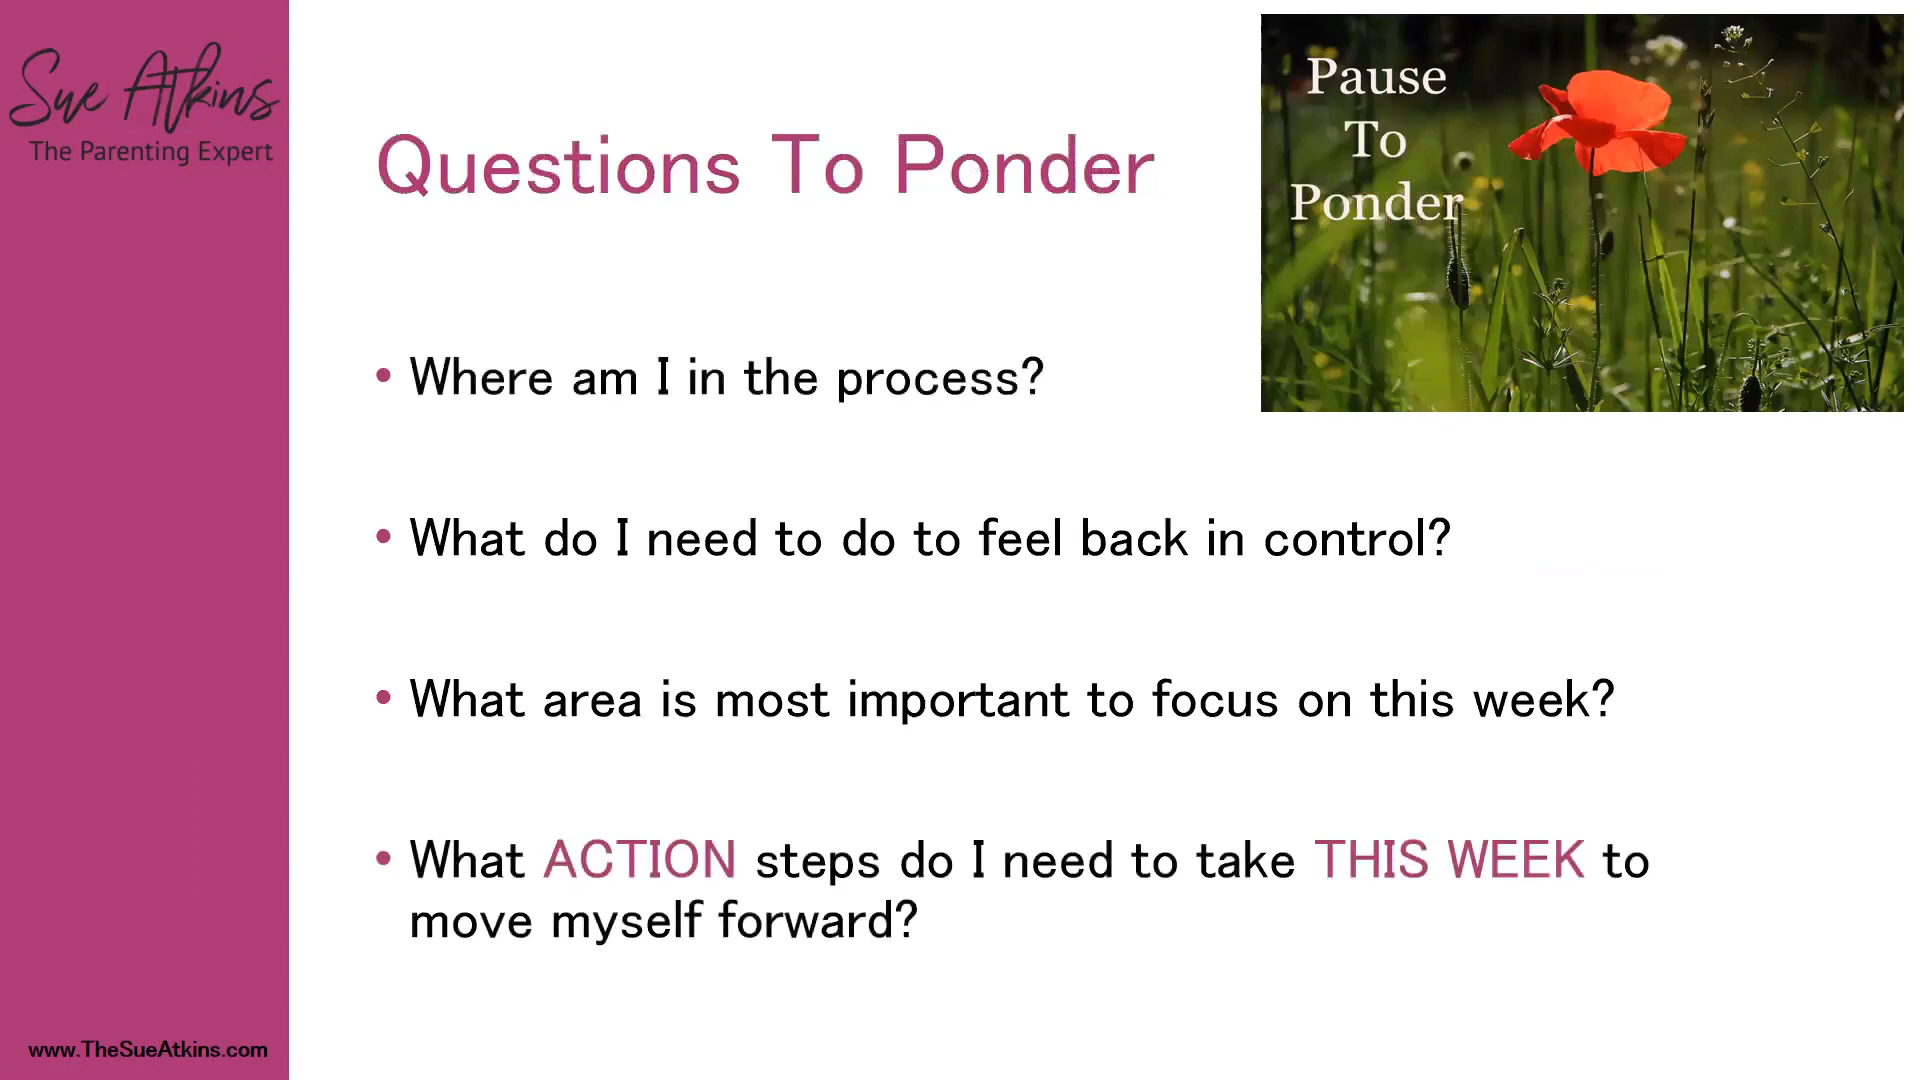 Sue Atkins
The Parenting Expert
Questions To Ponder
Pause
To
Ponder
• Where am I in the process?
• What do I need to do to feel back in control?
• What area is most important to focus on this week?
• What ACTION steps do I need to take THIS WEEK to
move myself forward?
www.TheSueAtkins.com